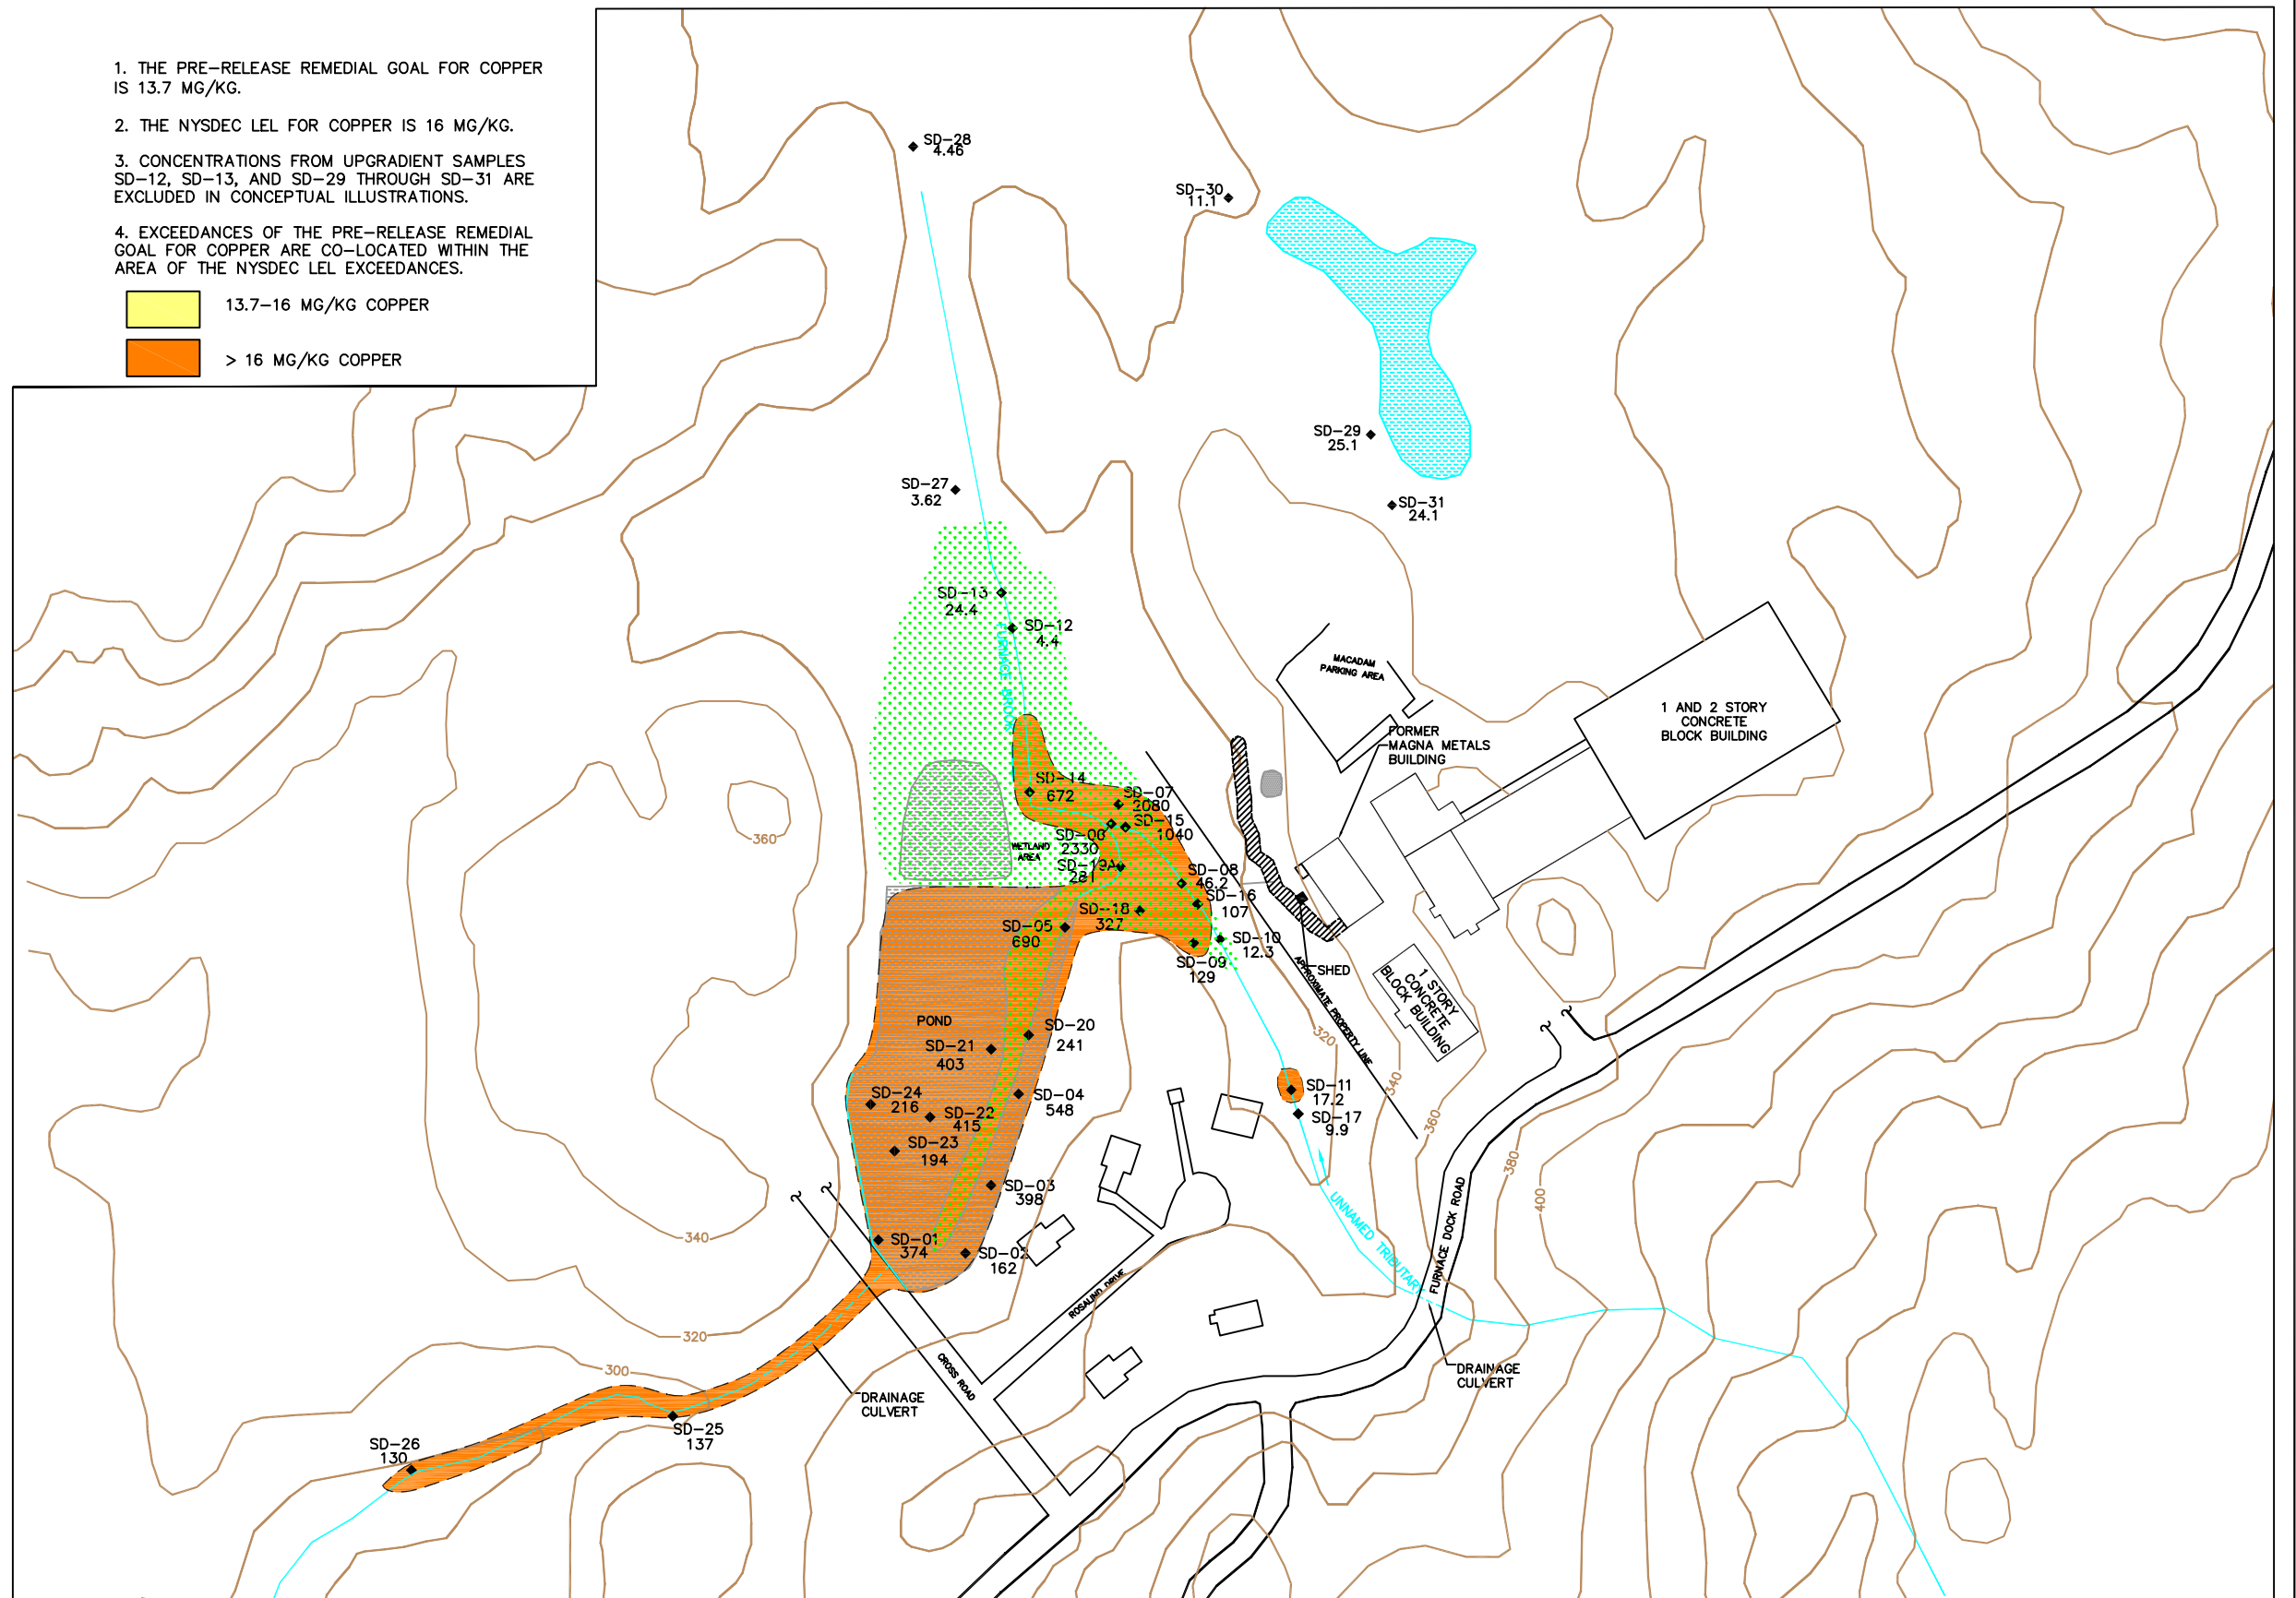 1. THE PRE-RELEASE REMEDIAL GOAL FOR COPPER
IS 13.7 MG/KG.
2. THE NYSDEC LEL FOR COPPER IS 16 MG/KG.
3. CONCENTRATIONS FROM UPGRADIENT SAMPLES
SD-12, SD-13, AND SD-29 THROUGH SD-31 ARE
EXCLUDED IN CONCEPTUAL ILLUSTRATIONS.
4. EXCEEDANCES OF THE PRE-RELEASE REMEDIAL
GOAL FOR COPPER ARE CO-LOCATED WITHIN THE
AREA OF THE NYSDEC LEL EXCEEDANCES.
13.7-16 MG/KG COPPER
> 16 MG/KG COPPER
SD-28
4.46
SD-30
11.1
SD-29
25.1
SD-27
3.62
SD-31
24.1
SD-13
24.4
SD-12
4.4
FURNACE BROOK
MACADAM
PARKING AREA
1 AND 2 STORY
CONCRETE
BLOCK BUILDING
FORMER
MAGNA METALS
BUILDING
SD-14
672
SD-07
2080
SD-15
1040
SD-06
2330
WETLAND
AREA
SD-19A
281
SD-08
46.2
SD-16
107
SD-18
327
SD-05
690
SD-10
12.3
SD-09
129
SHED
APPROXIMATE PROPERTY LINE
1 STORY
CONCRETE
BLOCK BUILDING
360
POND
SD-20
241
SD-21
403
320
340
360
380
400
SD-24
216
SD-22
415
SD-04
548
SD-11
17.2
SD-17
9.9
SD-23
194
SD-03
398
SD-01
374
SD-02
162
340
320
300
UNNAMED TRIBUTARY
FURNACE DOCK ROAD
ROSALIND DRIVE
CROSS ROAD
DRAINAGE
CULVERT
DRAINAGE
CULVERT
SD-25
137
SD-26
130